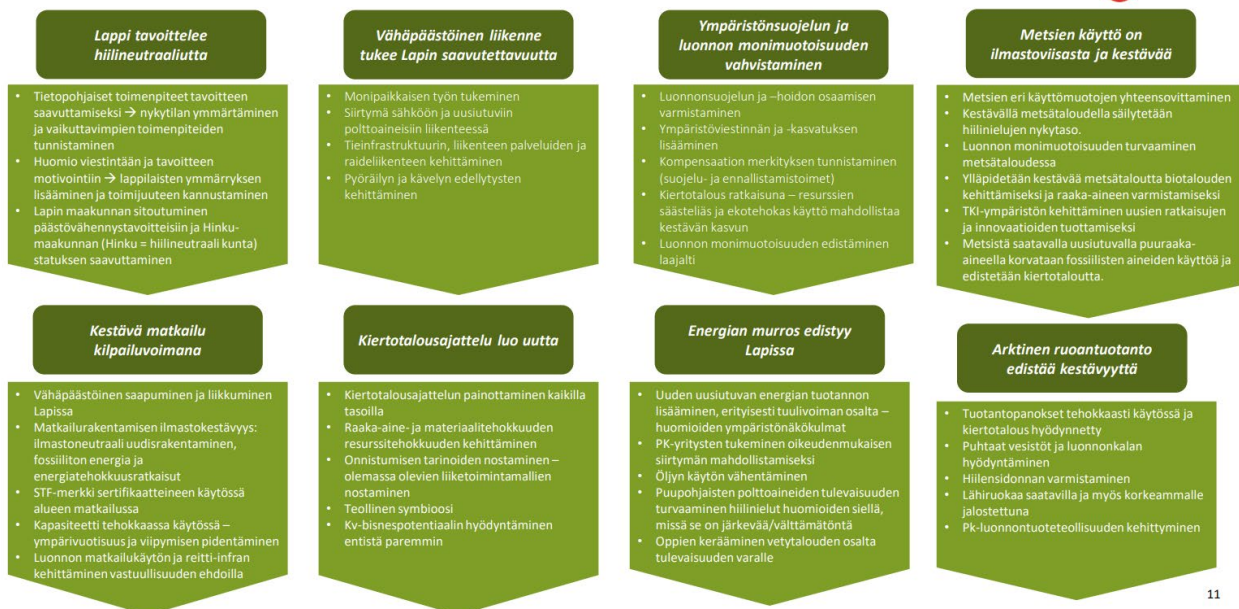 Lappi tavoittelee
hiilineutraaliutta
• Tietopohjaiset toimenpiteet tavoitteen
saavuttamiseksi → nykytilan ymmärtäminen
ja vaikuttavimpien toimenpiteiden
tunnistaminen
• Huomio viestintään ja tavoitteen
motivointiin → lappilaisten ymmärryksen
lisääminen ja toimijuuteen kannustaminen
• Lapin maakunnan sitoutuminen
päästövähennystavoitteisiin ja Hinku-
maakunnan (Hinku = hiilineutraali kunta)
statuksen saavuttaminen
Vähäpäästöinen liikenne
tukee Lapin saavutettavuutta
• Monipaikkaisen työn tukeminen
• Siirtymä sähköön ja uusiutuviin
polttoaineisiin liikenteessä
• Tieinfrastruktuurin, liikenteen palveluiden ja
raideliikenteen kehittäminen
• Pyöräilyn ja kävelyn edellytysten
kehittäminen
Ympäristönsuojelun ja
luonnon monimuotoisuuden
vahvistaminen
• Luonnonsuojelun ja –hoidon osaamisen
varmistaminen
• Ympäristöviestinnän ja -kasvatuksen
lisääminen
• Kompensaation merkityksen tunnistaminen
(suojelu- ja ennallistamistoimet)
• Kiertotalous ratkaisuna – resurssien
säästeliäs ja ekotehokas käyttö mahdollistaa
kestävän kasvun
• Luonnon monimuotoisuuden edistäminen
laajalti
Metsien käyttö on
ilmastoviisasta ja kestävää
• Metsien eri käyttömuotojen yhteensovittaminen
• Kestävällä metsätaloudella säilytetään
hiilinielujen nykytaso.
• Luonnon monimuotoisuuden turvaaminen
metsätaloudessa
• Ylläpidetään kestävää metsätaloutta biotalouden
kehittämiseksi ja raaka-aineen varmistamiseksi
• TKI-ympäristön kehittäminen uusien ratkaisujen
ja innovaatioiden tuottamiseksi
• Metsistä saatavalla uusiutuvalla puuraaka-
aineella korvataan fossiilisten aineiden käyttöä ja
edistetään kiertotaloutta.
Kestävä matkailu
kilpailuvoimana
• Vähäpäästöinen saapuminen ja liikkuminen
Lapissa
• Matkailurakentamisen ilmastokestävyys:
ilmastoneutraali uudisrakentaminen,
fossiiliton energia ja
energiatehokkuusratkaisut
• STF-merkki sertifikaatteineen käytössä
alueen matkailussa
• Kapasiteetti tehokkaassa käytössä –
ympärivuotisuus ja viipymisen pidentäminen
• Luonnon matkailukäytön ja reitti-infran
kehittäminen vastuullisuuden ehdoilla
Kiertotalousajattelu luo uutta
• Kiertotalousajattelun painottaminen kaikilla
tasoilla
• Raaka-aine- ja materiaalitehokkuuden
resurssitehokkuuden kehittäminen
• Onnistumisen tarinoiden nostaminen –
olemassa olevien liiketoimintamallien
nostaminen
• Teollinen symbioosi
• Kv-bisnespotentiaalin hyödyntäminen
entistä paremmin
Energian murros edistyy
Lapissa
• Uuden uusiutuvan energian tuotannon
lisääminen, erityisesti tuulivoiman osalta –
huomioiden ympäristönäkökulmat
• PK-yritysten tukeminen oikeudenmukaisen
siirtymän mahdollistamiseksi
• Öljyn käytön vähentäminen
• Puupohjaisten polttoaineiden tulevaisuuden
turvaaminen hiilinielut huomioiden siellä,
missä se on järkevää/välttämätöntä
• Oppien kerääminen vetytalouden osalta
tulevaisuuden varalle
Arktinen ruoantuotanto
edistää kestävyyttä
• Tuotantopanokset tehokkaasti käytössä ja
kiertotalous hyödynnetty
• Puhtaat vesistöt ja luonnonkalan
hyödyntäminen
• Hiilensidonnan varmistaminen
• Lähiruokaa saatavilla ja myös korkeammalle
jalostettuna
• Pk-luonnontuoteteollisuuden kehittyminen
11